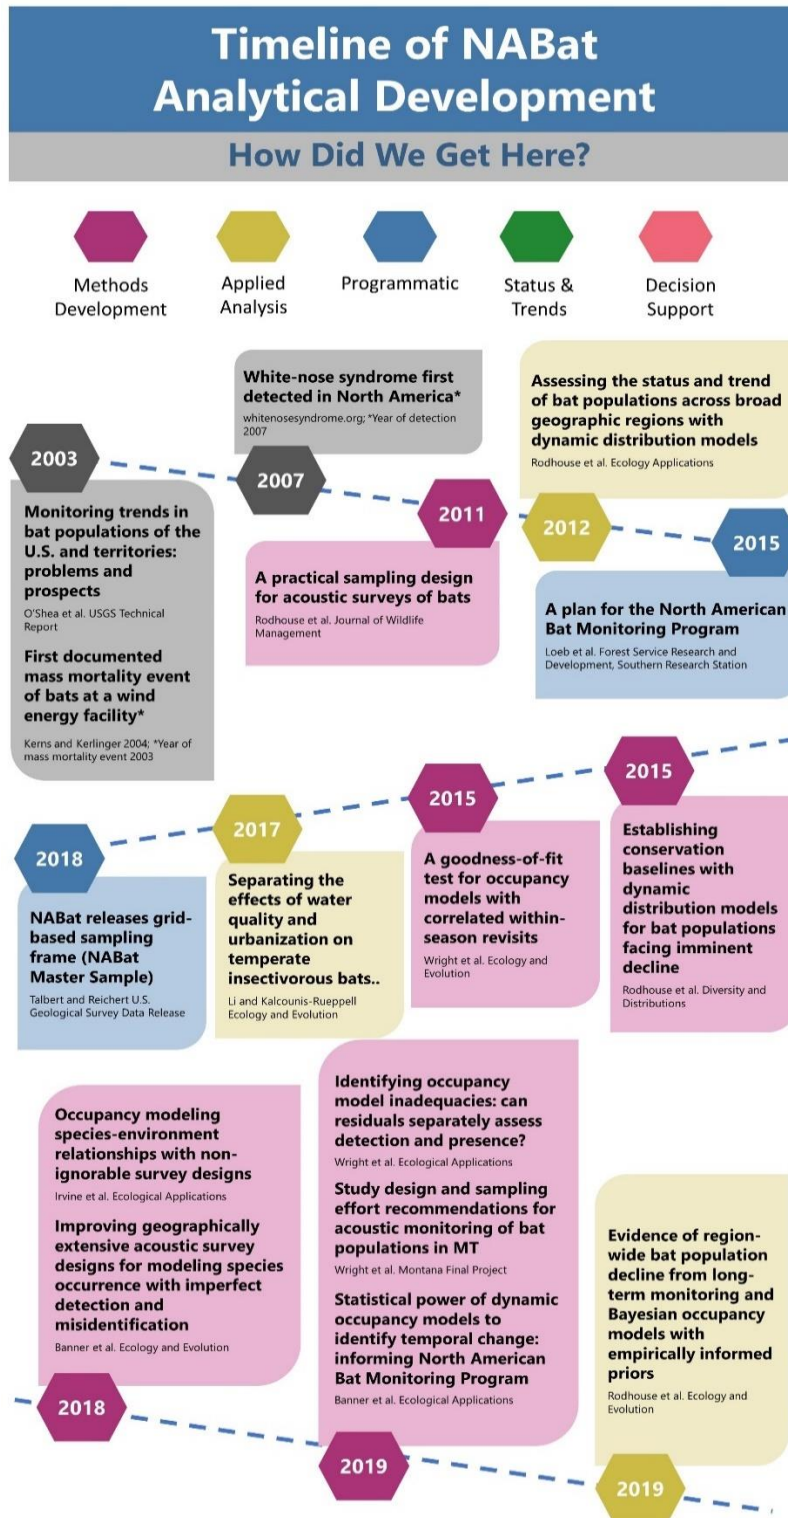 Timeline of NABat
Analytical Development
How Did We Get Here?
Methods
Development
Applied
Analysis
Programmatic
Status &
Trends
Decision
Support
2003
Monitoring trends in
bat populations of the
U.S. and territories:
problems and
prospects
O'Shea et al. USGS Technical
Report
First documented
mass mortality event
of bats at a wind
energy facility*
Kerns and Kerlinger 2004; *Year of
mass mortality event 2003
White-nose syndrome first
detected in North America*
whitenosesyndrome.org; *Year of detection
2007
2007
2011
A practical sampling design
for acoustic surveys of bats
Rodhouse et al. Journal of Wildlife
Management
Assessing the status and trend
of bat populations across broad
geographic regions with
dynamic distribution models
Rodhouse et al. Ecology Applications
2012
2015
A plan for the North American
Bat Monitoring Program
Loeb et al. Forest Service Research and
Development, Southern Research Station
2018
NABat releases grid-
based sampling
frame (NABat
Master Sample)
Talbert and Reichert U.S.
Geological Survey Data Release
2017
Separating the
effects of water
quality and
urbanization on
temperate
insectivorous bats..
Li and Kalcounis-Rueppell
Ecology and Evolution
2015
A goodness-of-fit
test for occupancy
models with
correlated within-
season revisits
Wright et al. Ecology and
Evolution
2015
Establishing
conservation
baselines with
dynamic
distribution models
for bat populations
facing imminent
decline
Rodhouse et al. Diversity and
Distributions
Occupancy modeling
species-environment
relationships with non-
ignorable survey designs
Irvine et al. Ecological Applications
Improving geographically
extensive acoustic survey
designs for modeling species
occurrence with imperfect
detection and
misidentification
Banner et al. Ecology and Evolution
2018
Identifying occupancy
model inadequacies: can
residuals separately assess
detection and presence?
Wright et al. Ecological Applications
Study design and sampling
effort recommendations for
acoustic monitoring of bat
populations in MT
Wright et al. Montana Final Project
Statistical power of dynamic
occupancy models to
identify temporal change:
informing North American
Bat Monitoring Program
Banner et al. Ecological Applications
2019
Evidence of region-
wide bat population
decline from long-
term monitoring and
Bayesian occupancy
models with
empirically informed
priors
Rodhouse et al. Ecology and
Evolution
2019